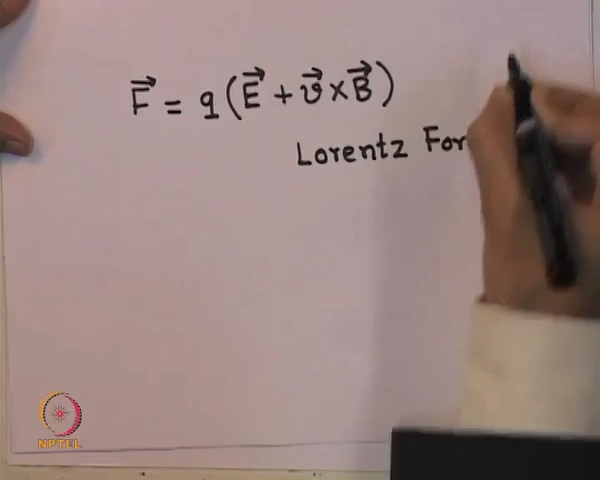 F⃗ = q (E⃗ + v⃗ × B⃗)
Lorentz For
NPTEL